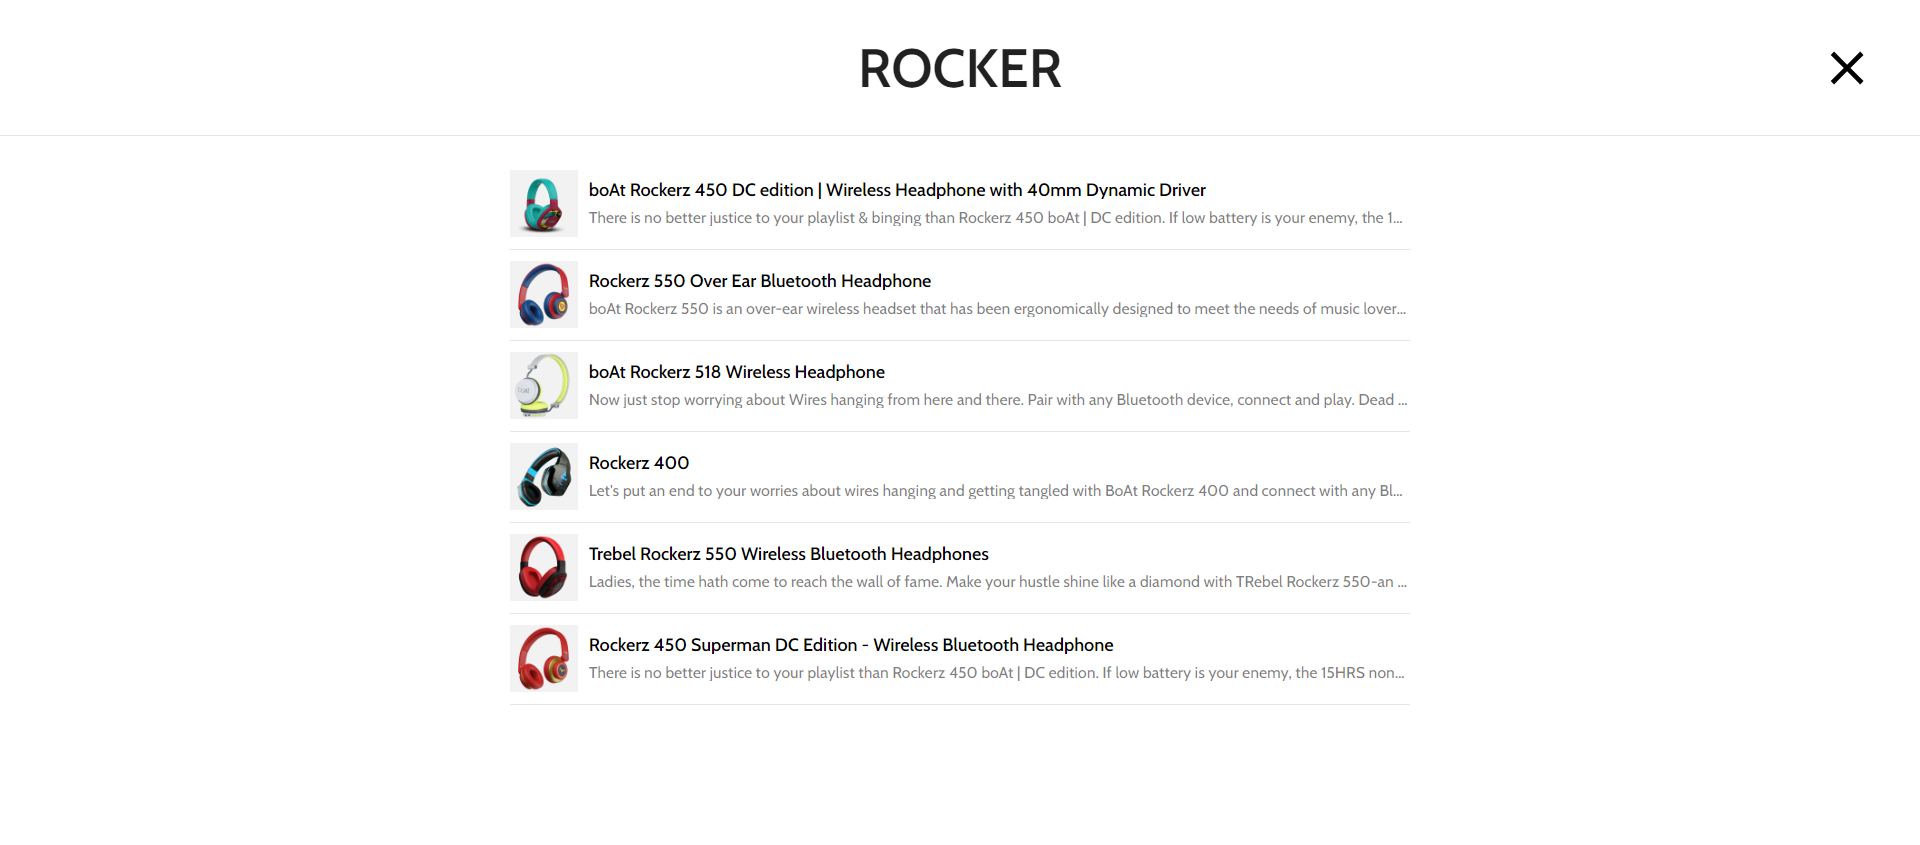 ROCKER
boAt Rockerz 450 DC edition | Wireless Headphone with 40mm Dynamic Driver
There is no better justice to your playlist & binging than Rockerz 450 boAt | DC edition. If low battery is your enemy, the 1...
Rockerz 550 Over Ear Bluetooth Headphone
boAt Rockerz 550 is an over-ear wireless headset that has been ergonomically designed to meet the needs of music lover...
boAt Rockerz 518 Wireless Headphone
Now just stop worrying about Wires hanging from here and there. Pair with any Bluetooth device, connect and play. Dead ...
Rockerz 400
Let's put an end to your worries about wires hanging and getting tangled with BoAt Rockerz 400 and connect with any Bl...
Trebel Rockerz 550 Wireless Bluetooth Headphones
Ladies, the time hath come to reach the wall of fame. Make your hustle shine like a diamond with TRebel Rockerz 550-an ...
Rockerz 450 Superman DC Edition - Wireless Bluetooth Headphone
There is no better justice to your playlist than Rockerz 450 boAt | DC edition. If low battery is your enemy, the 15HRS non...